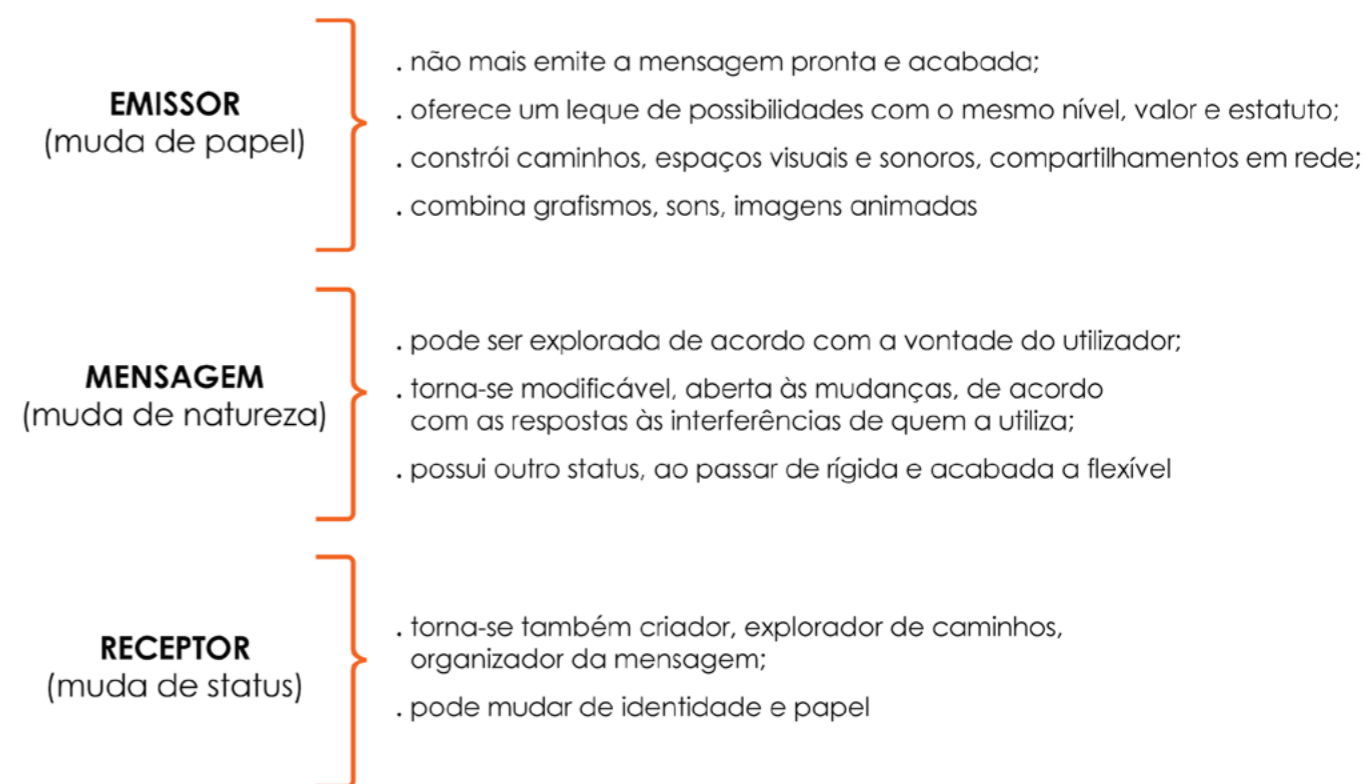 EMISSOR
(muda de papel)
. não mais emite a mensagem pronta e acabada;
. oferece um leque de possibilidades com o mesmo nível, valor e estatuto;
. constrói caminhos, espaços visuais e sonoros, compartilhamentos em rede;
. combina grafismos, sons, imagens animadas
MENSAGEM
(muda de natureza)
. pode ser explorada de acordo com a vontade do utilizador;
. torna-se modificável, aberta às mudanças, de acordo
com as respostas às interferências de quem a utiliza;
. possui outro status, ao passar de rígida e acabada a flexível
RECEPTOR
(muda de status)
. torna-se também criador, explorador de caminhos,
organizador da mensagem;
. pode mudar de identidade e papel